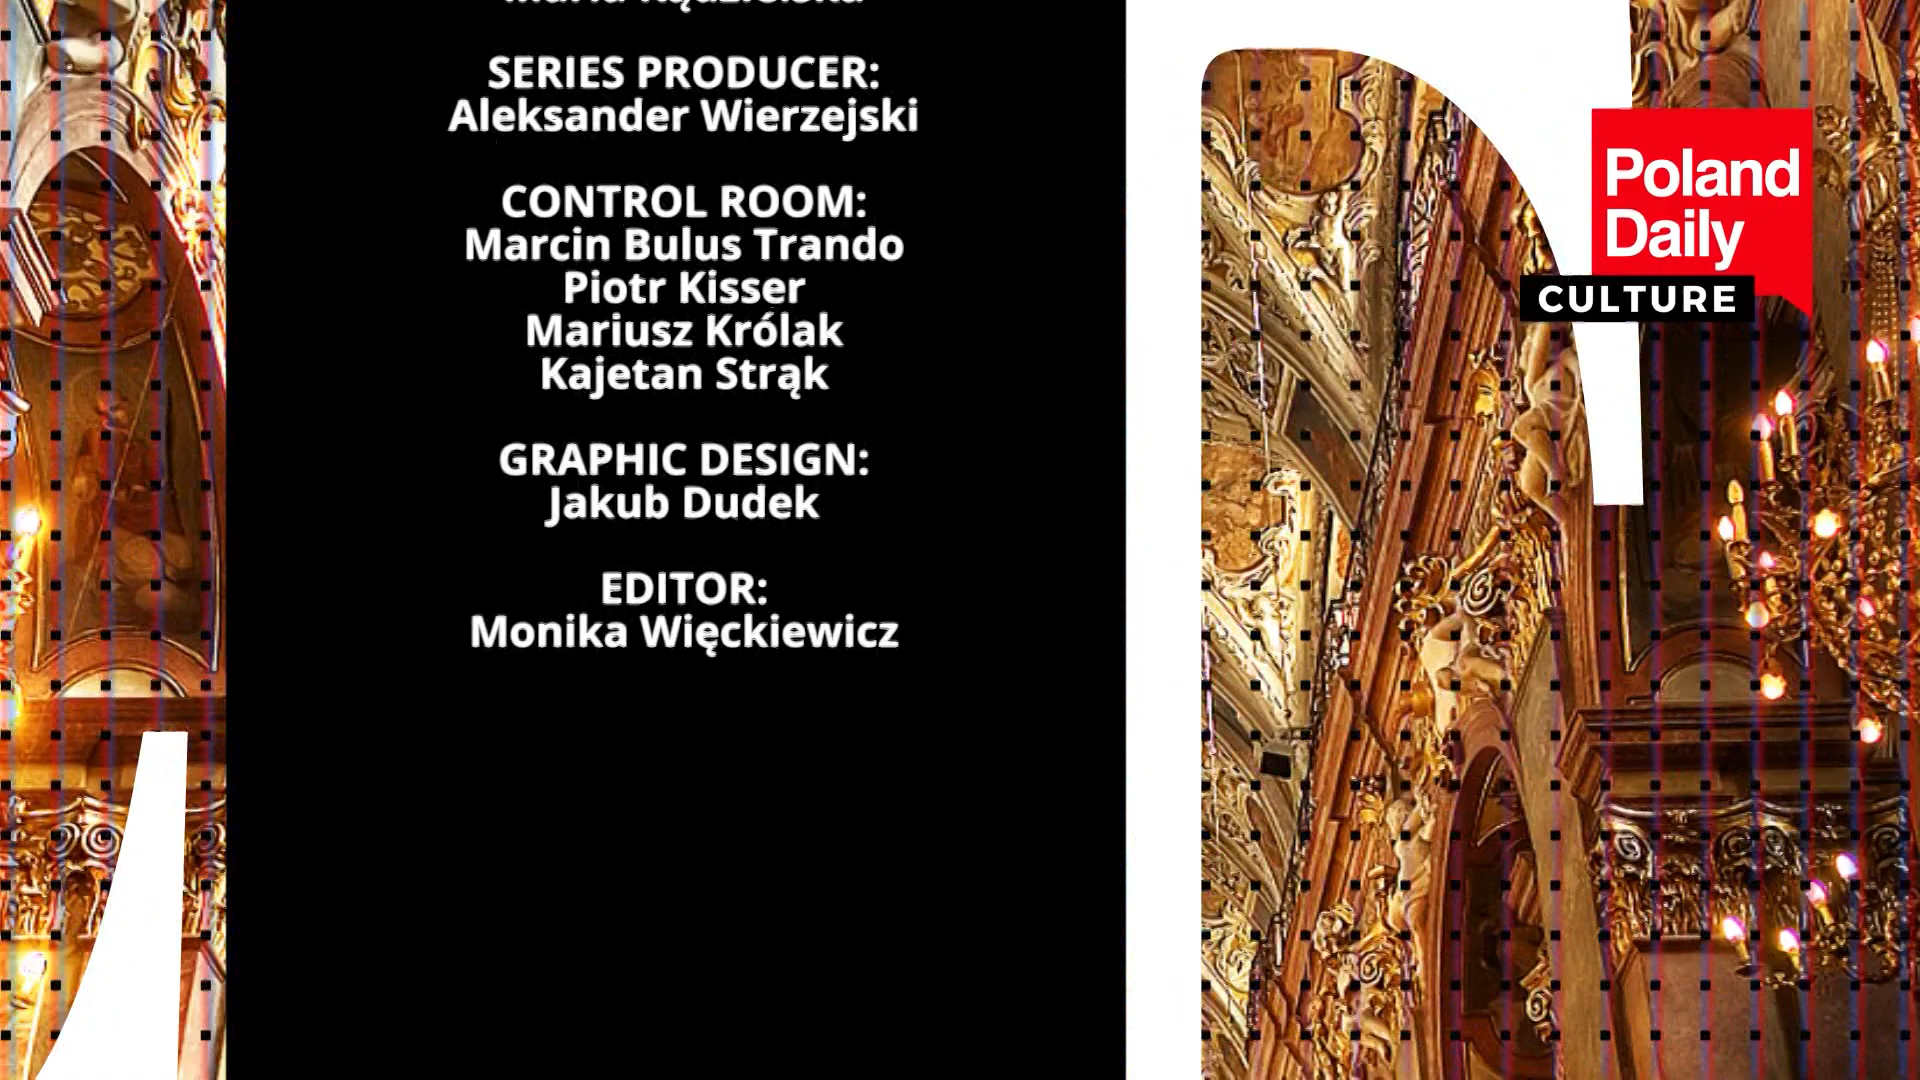 SERIES PRODUCER:
Aleksander Wierzejski
CONTROL ROOM:
Marcin Bulus Trando
Piotr Kisser
Mariusz Królak
Kajetan Strąk
GRAPHIC DESIGN:
Jakub Dudek
EDITOR:
Monika Więckiewicz
Poland
Daily
CULTURE